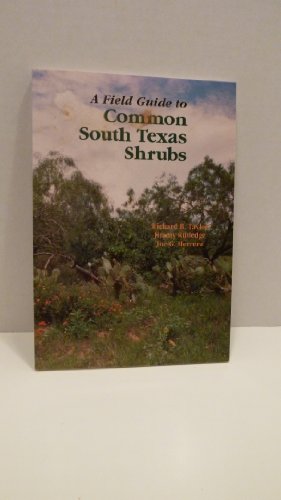 A Field Guide to
Common
South Texas
Shrubs
Richard B. Taylor
Jimmy Rutledge
Joe G. Herrera